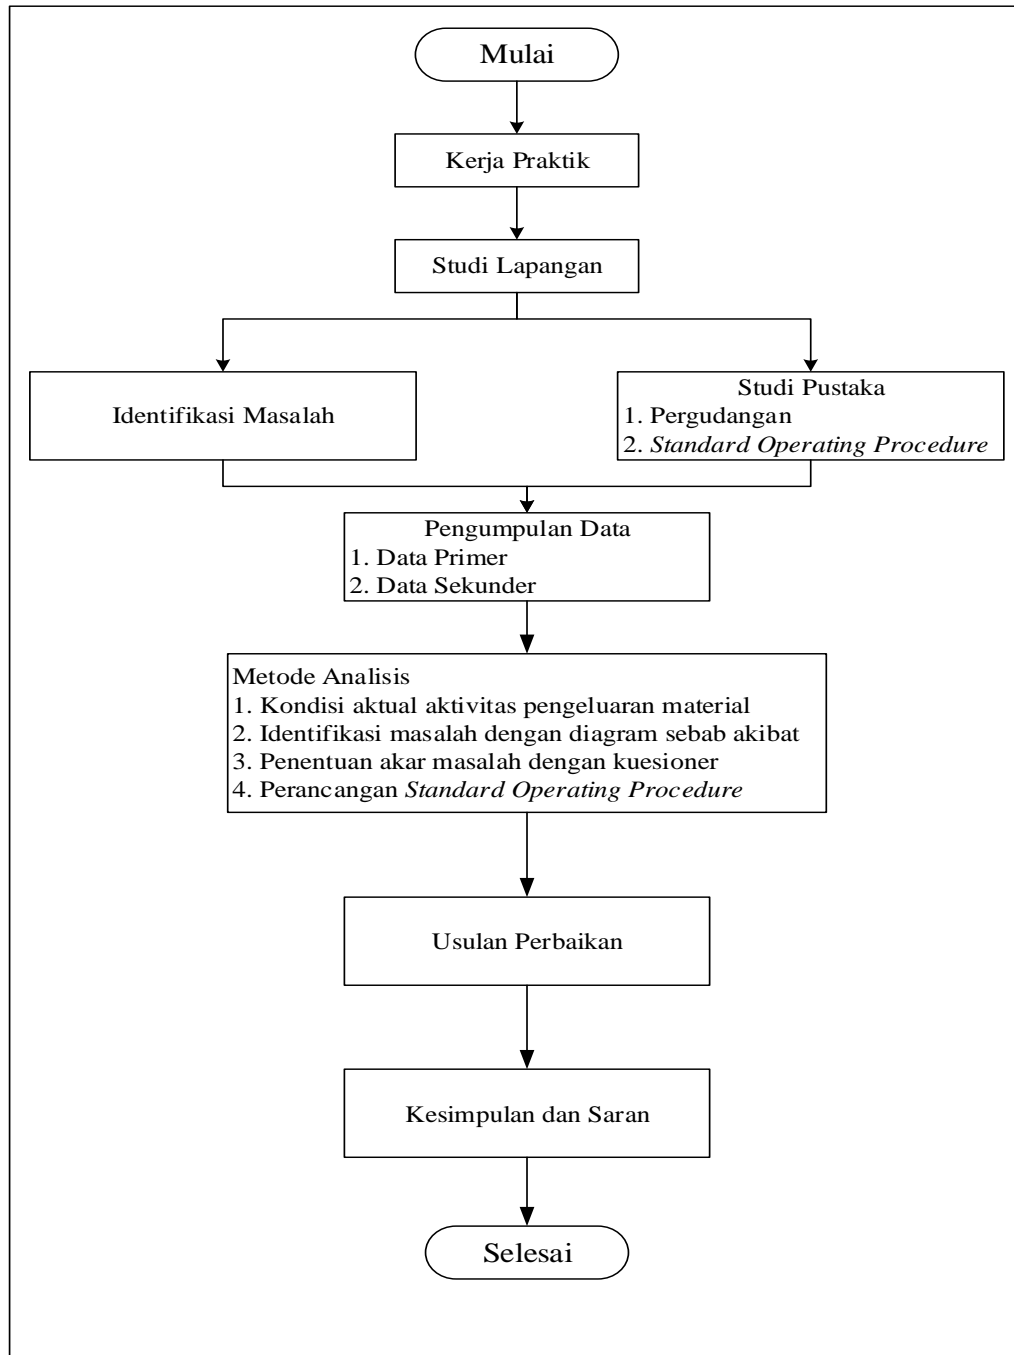 Mulai
Kerja Praktik
Studi Lapangan
Identifikasi Masalah
Studi Pustaka
1. Pergudangan
2. Standard Operating Procedure
Pengumpulan Data
1. Data Primer
2. Data Sekunder
Metode Analisis
1. Kondisi aktual aktivitas pengeluaran material
2. Identifikasi masalah dengan diagram sebab akibat
3. Penentuan akar masalah dengan kuesioner
4. Perancangan Standard Operating Procedure
Usulan Perbaikan
Kesimpulan dan Saran
Selesai